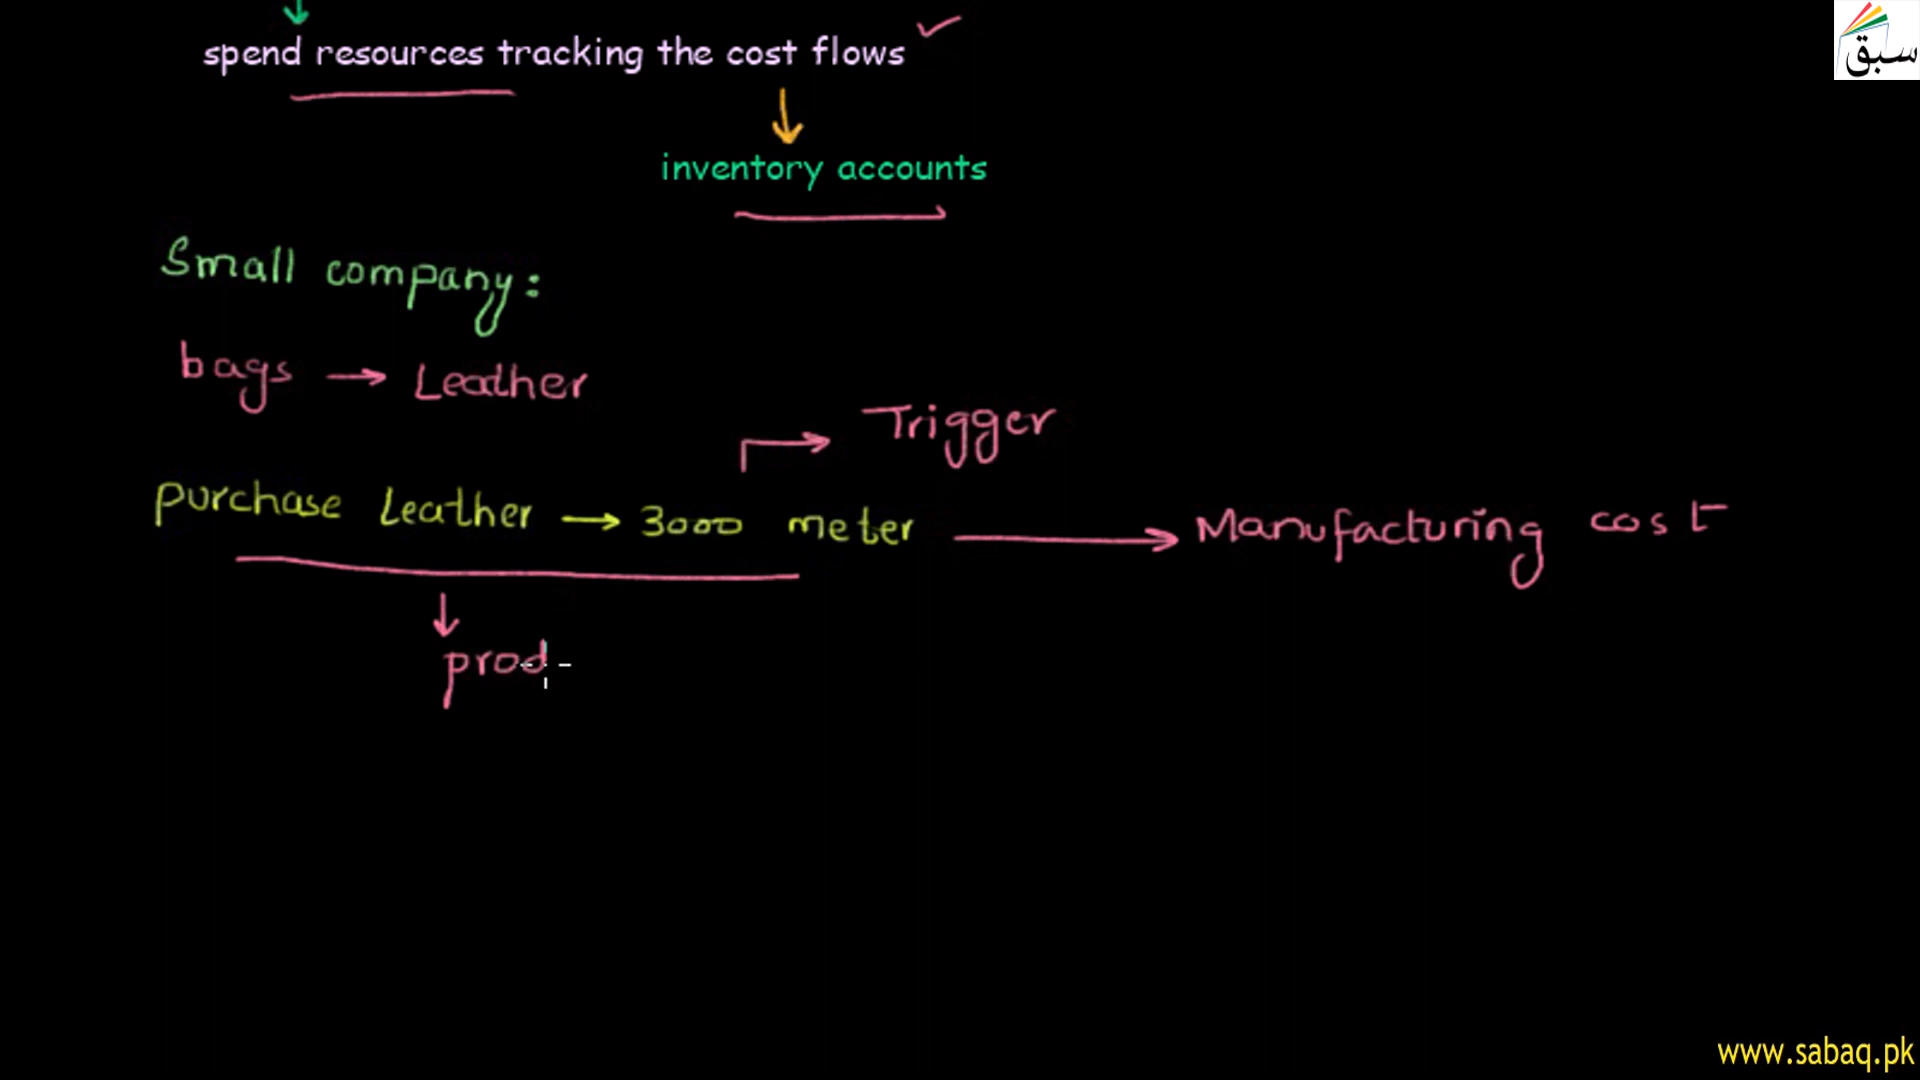 سبق
spend resources tracking the cost flows
inventory accounts
Small company:
bags → Leather
Trigger
purchase Leather → 3000 meter → Manufacturing cost
prod
www.sabaq.pk